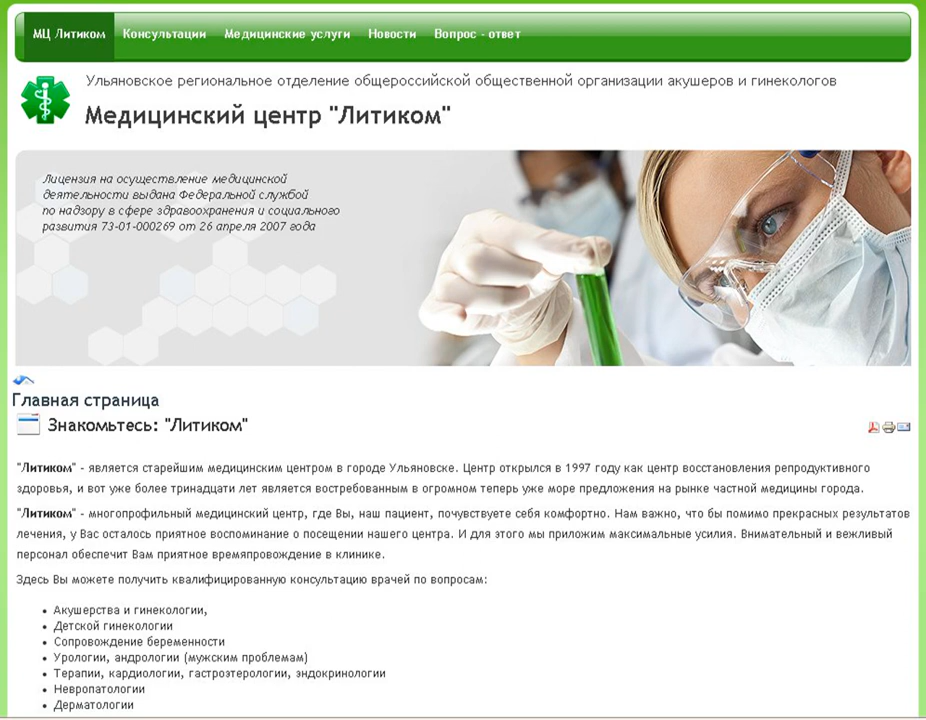 МЦ Литиком Консультации Медицинские услуги Новости Вопрос - ответ
Ульяновское региональное отделение общероссийской общественной организации акушеров и гинекологов
Медицинский центр "Литиком"
Лицензия на осуществление медицинской
деятельности выдана Федеральной службой
по надзору в сфере здравоохранения и социального
развития 73-01-000269 от 26 апреля 2007 года
Главная страница
Знакомьтесь: "Литиком"
"Литиком" - является старейшим медицинским центром в городе Ульяновске. Центр открылся в 1997 году как центр восстановления репродуктивного
здоровья, и вот уже более тринадцати лет является востребованным в огромном теперь уже море предложения на рынке частной медицины города.
"Литиком" - многопрофильный медицинский центр, где Вы, наш пациент, почувствуете себя комфортно. Нам важно, что бы помимо прекрасных результатов
лечения, у Вас осталось приятное воспоминание о посещении нашего центра. И для этого мы приложим максимальные усилия. Внимательный и вежливый
персонал обеспечит Вам приятное времяпровождение в клинике.
Здесь Вы можете получить квалифицированную консультацию врачей по вопросам:
• Акушерства и гинекологии,
• Детской гинекологии
• Сопровождение беременности
• Урологии, андрологии (мужским проблемам)
• Терапии, кардиологии, гастроэтерологии, эндокринологии
• Невропатологии
• Дерматологии